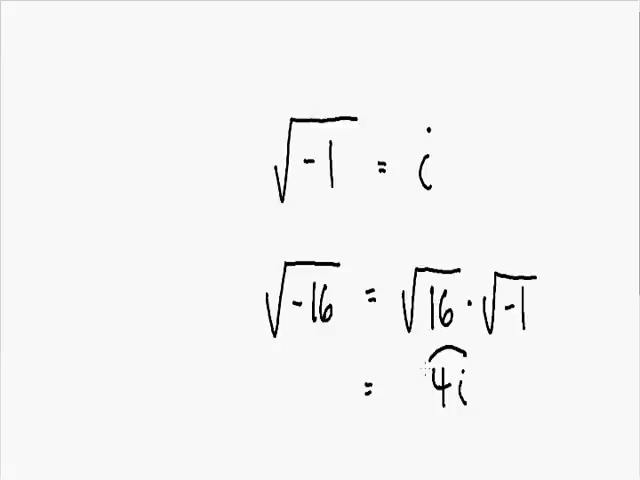 √-1 = i
√-16 = √16 · √-1
= 4i